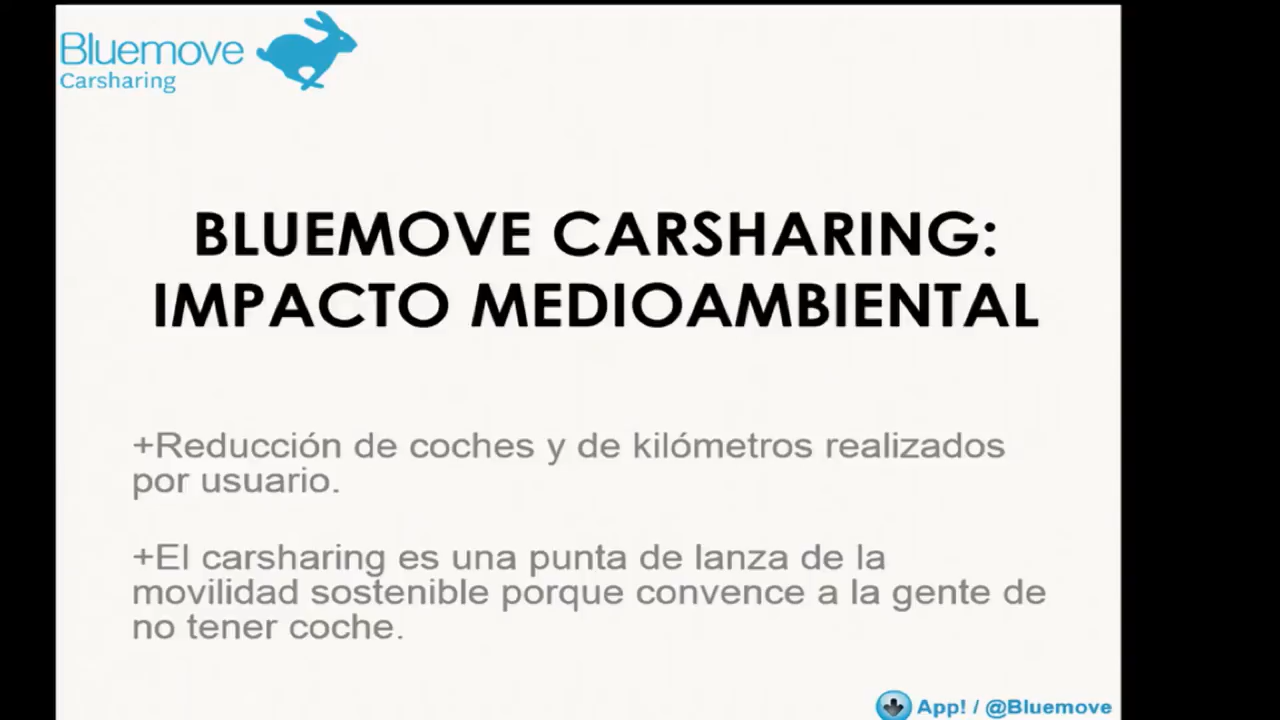 Bluemove
Carsharing
BLUEMOVE CARSHARING:
IMPACTO MEDIOAMBIENTAL
+Reducción de coches y de kilómetros realizados
por usuario.
+El carsharing es una punta de lanza de la
movilidad sostenible porque convence a la gente de
no tener coche.
App! / @Bluemove